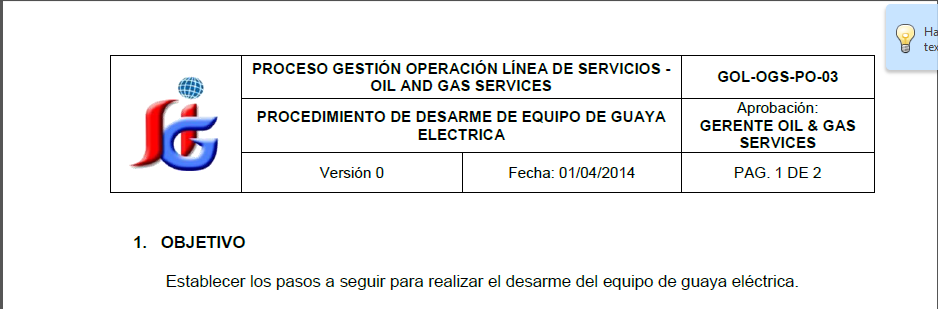 PROCESO GESTIÓN OPERACIÓN LÍNEA DE SERVICIOS -
OIL AND GAS SERVICES
GOL-OGS-PO-03
PROCEDIMIENTO DE DESARME DE EQUIPO DE GUAYA
ELECTRICA
Aprobación:
GERENTE OIL & GAS
SERVICES
Versión 0
Fecha: 01/04/2014
PAG. 1 DE 2
1. OBJETIVO
Establecer los pasos a seguir para realizar el desarme del equipo de guaya eléctrica.